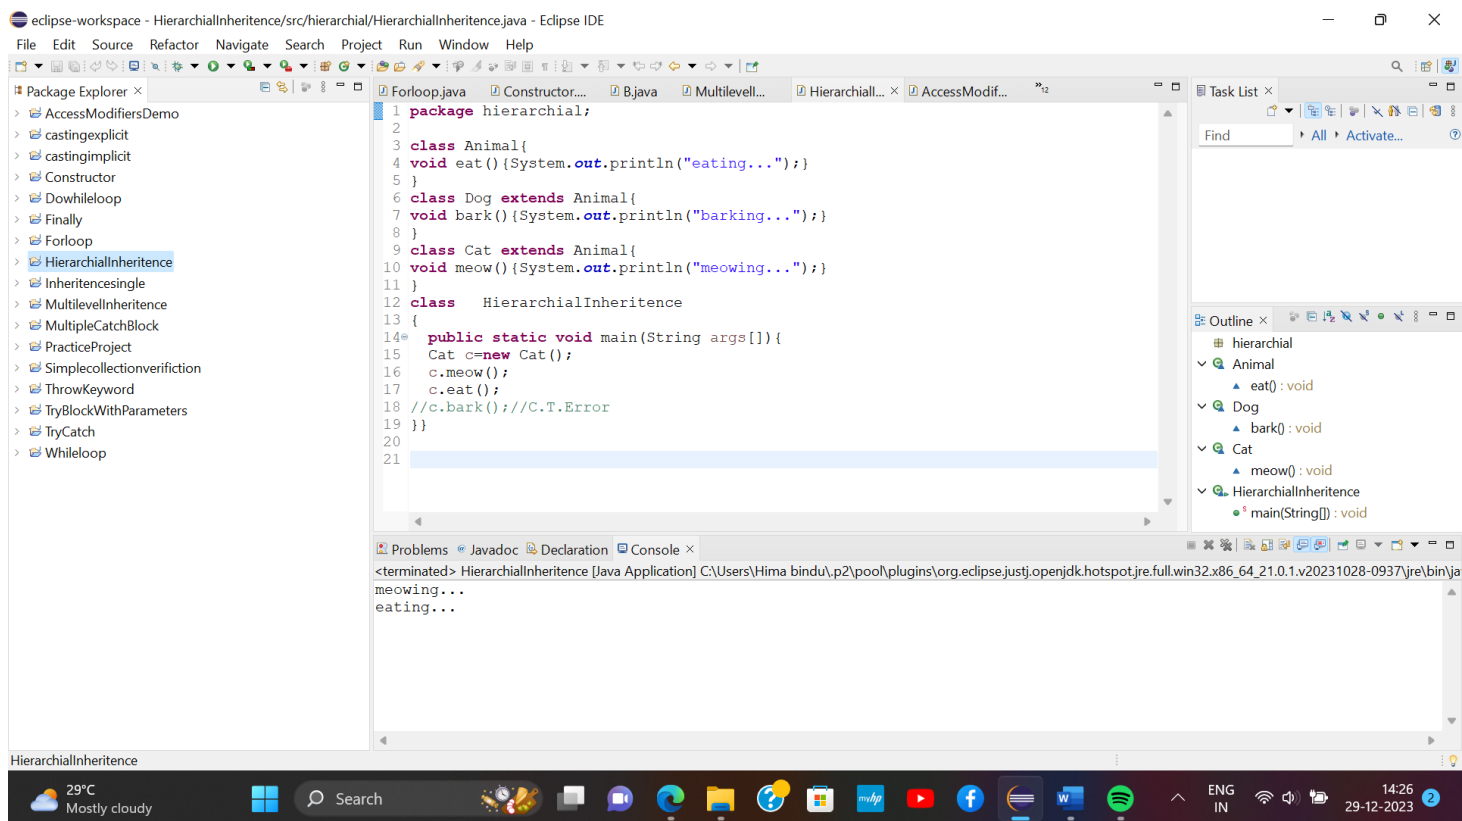 eclipse-workspace - HierarchialInheritence/src/hierarchial/HierarchialInheritence.java - Eclipse IDE
File Edit Source Refactor Navigate Search Project Run Window Help
Package Explorer
AccessModifiersDemo
castingexplicit
castingimplicit
Constructor
Dowhileloop
Finally
Forloop
HierarchialInheritence
Inheritencesingle
MultilevelInheritence
MultipleCatchBlock
PracticeProject
Simplecollectionverifiction
ThrowKeyword
TryBlockWithParameters
TryCatch
Whileloop
Forloop.java Constructor.... B.java Multilevell... Hierarchiall... AccessModif... »12
1 package hierarchial;
2
3 class Animal{
4 void eat(){System.out.println("eating...");}
5 }
6 class Dog extends Animal{
7 void bark(){System.out.println("barking...");}
8 }
9 class Cat extends Animal{
10 void meow(){System.out.println("meowing...");}
11 }
12 class   HierarchialInheritence
13 {
14 public static void main(String args[]){
15 Cat c=new Cat();
16 c.meow();
17 c.eat();
18 //c.bark();//C.T.Error
19 }}
20
21
Task List
Find All Activate...
Outline
hierarchial
Animal
eat() : void
Dog
bark() : void
Cat
meow() : void
HierarchialInheritence
main(String[]) : void
Problems Javadoc Declaration Console
<terminated> HierarchialInheritence [Java Application] C:\Users\Hima bindu\.p2\pool\plugins\org.eclipse.justj.openjdk.hotspot.jre.full.win32.x86_64_21.0.1.v20231028-0937\jre\bin\ja
meowing...
eating...
HierarchialInheritence
29°C
Mostly cloudy
Search
myhp
W
ENG
IN
14:26
29-12-2023
2